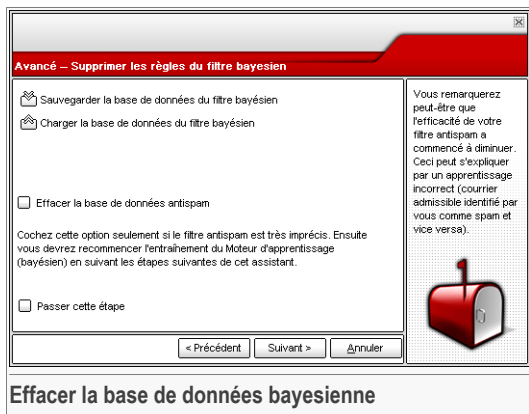 Avancé – Supprimer les règles du filtre bayesien
Sauvegarder la base de données du filtre bayésien
Charger la base de données du filtre bayésien
Effacer la base de données antispam
Cochez cette option seulement si le filtre antispam est très imprécis. Ensuite
vous devrez recommencer l'entraînement du Moteur d'apprentissage
(bayésien) en suivant les étapes suivantes de cet assistant.
Passer cette étape
Vous remarquerez
peut-être que
l'efficacité de votre
filtre antispam a
commencé à diminuer.
Ceci peut s'expliquer
par un apprentissage
incorrect (courrier
admissible identifié par
vous comme spam et
vice versa).
< Précédent
Suivant >
Annuler
Effacer la base de données bayesienne